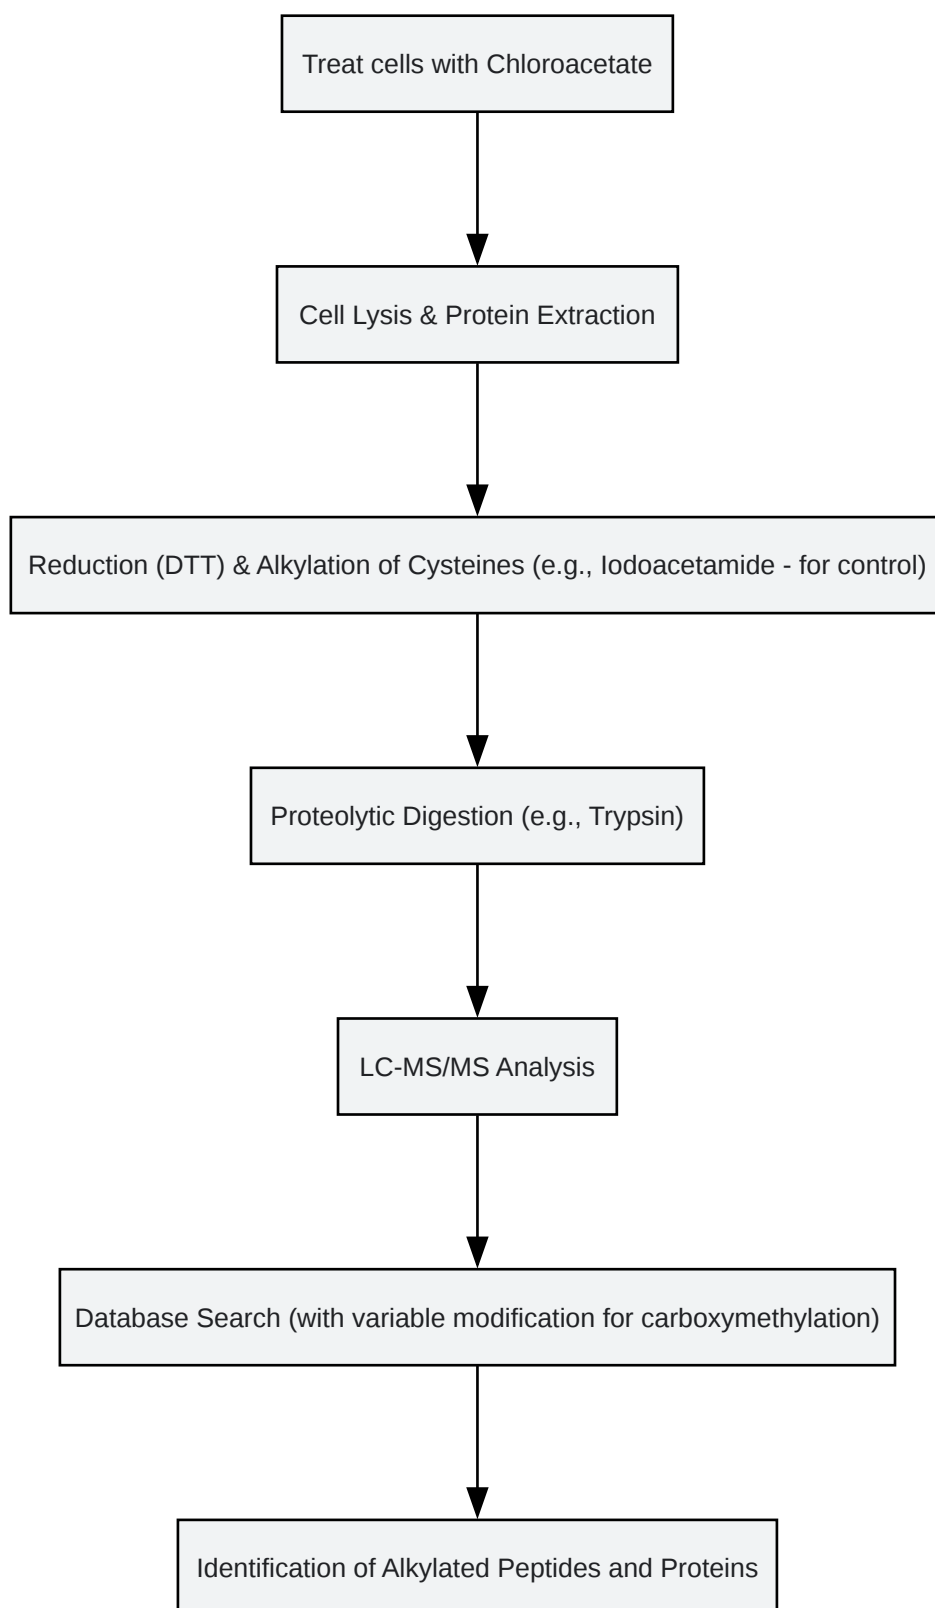 Treat cells with Chloroacetate
Cell Lysis & Protein Extraction
Reduction (DTT) & Alkylation of Cysteines (e.g., Iodoacetamide - for control)
Proteolytic Digestion (e.g., Trypsin)
LC-MS/MS Analysis
Database Search (with variable modification for carboxymethylation)
Identification of Alkylated Peptides and Proteins